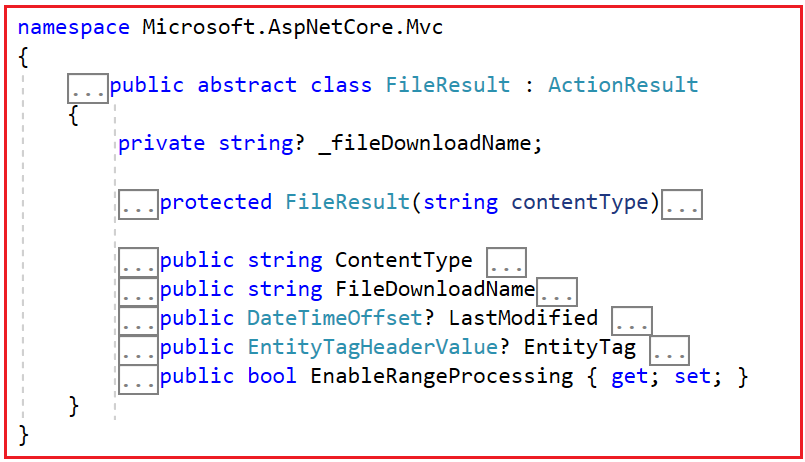 namespace Microsoft.AspNetCore.Mvc
{
...public abstract class FileResult : ActionResult
{
private string? _fileDownloadName;
...protected FileResult(string contentType)...
...public string ContentType ...
...public string FileDownloadName...
...public DateTimeOffset? LastModified ...
...public EntityTagHeaderValue? EntityTag ...
...public bool EnableRangeProcessing { get; set; }
}
}